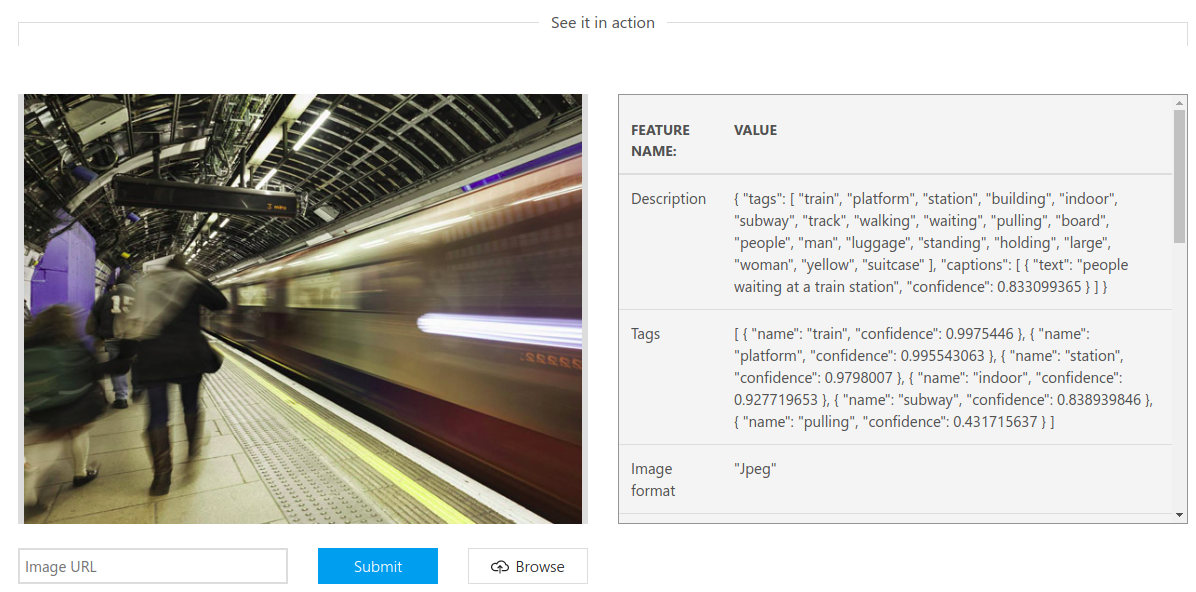 See it in action
FEATURE
NAME:
VALUE
Description
{ "tags": [ "train", "platform", "station", "building", "indoor",
"subway", "track", "walking", "waiting", "pulling", "board",
"people", "man", "luggage", "standing", "holding", "large",
"woman", "yellow", "suitcase" ], "captions": [ { "text": "people
waiting at a train station", "confidence": 0.833099365 } ] }
Tags
[ { "name": "train", "confidence": 0.9975446 }, { "name":
"platform", "confidence": 0.995543063 }, { "name": "station",
"confidence": 0.9798007 }, { "name": "indoor", "confidence":
0.927719653 }, { "name": "subway", "confidence": 0.838939846 },
{ "name": "pulling", "confidence": 0.431715637 } ]
Image
format
"Jpeg"
15
Image URL
Submit
Browse